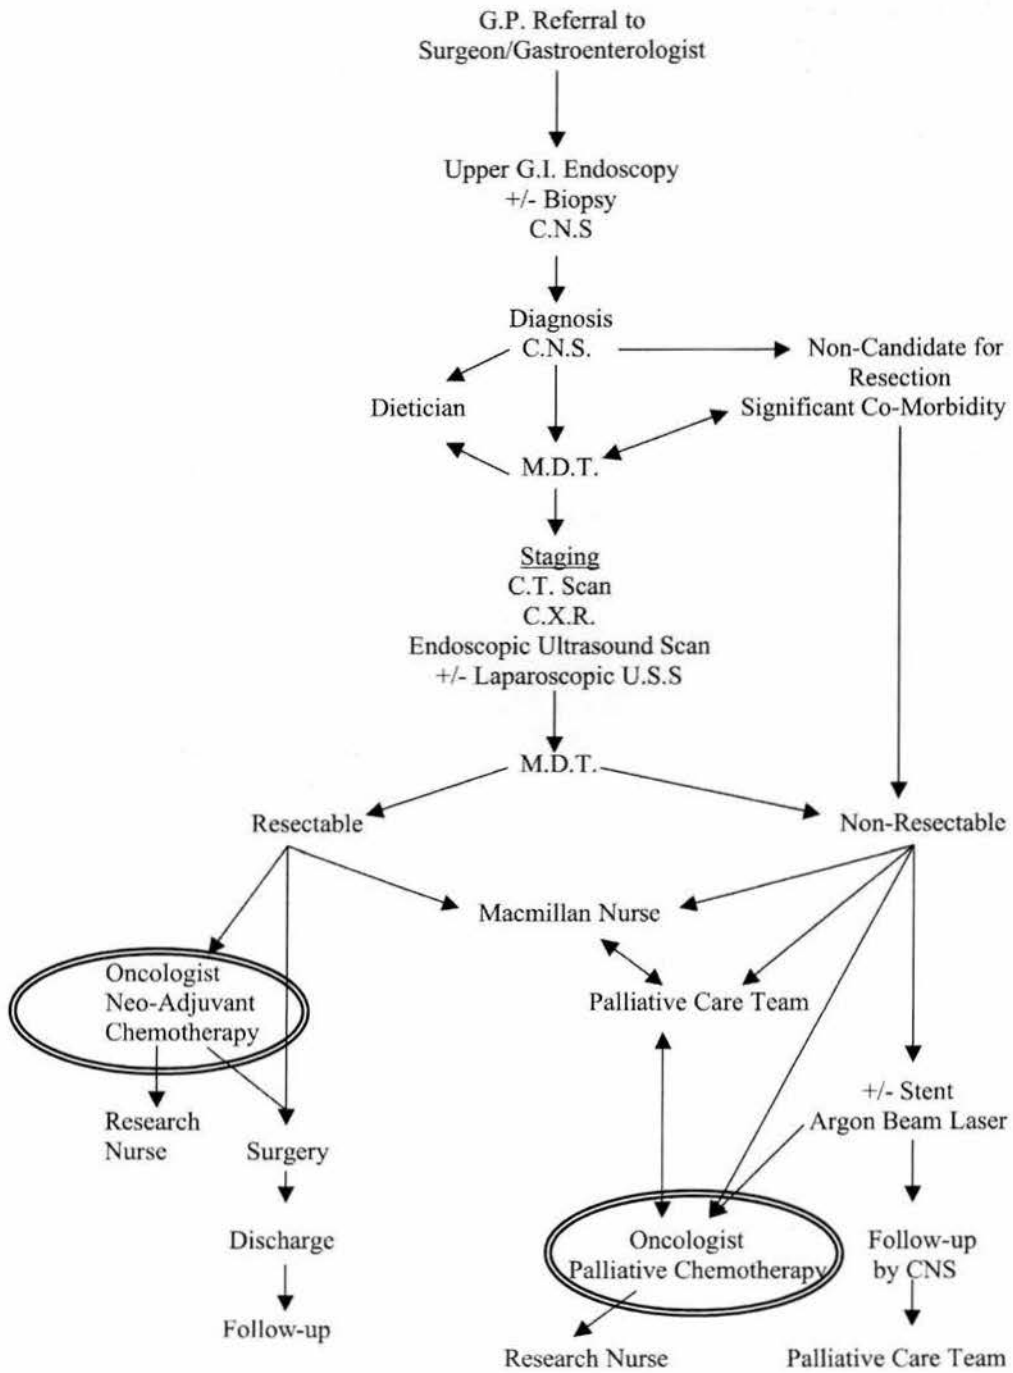 G.P. Referral to
Surgeon/Gastroenterologist
Upper G.I. Endoscopy
+/- Biopsy
C.N.S
Diagnosis
C.N.S.
Non-Candidate for
Resection
Significant Co-Morbidity
Dietician
M.D.T.
Staging
C.T. Scan
C.X.R.
Endoscopic Ultrasound Scan
+/- Laparoscopic U.S.S
M.D.T.
Resectable
Non-Resectable
Macmillan Nurse
Oncologist
Neo-Adjuvant
Chemotherapy
Palliative Care Team
+/- Stent
Argon Beam Laser
Research
Nurse
Surgery
Discharge
Oncologist
Palliative Chemotherapy
Follow-up
by CNS
Follow-up
Research Nurse
Palliative Care Team